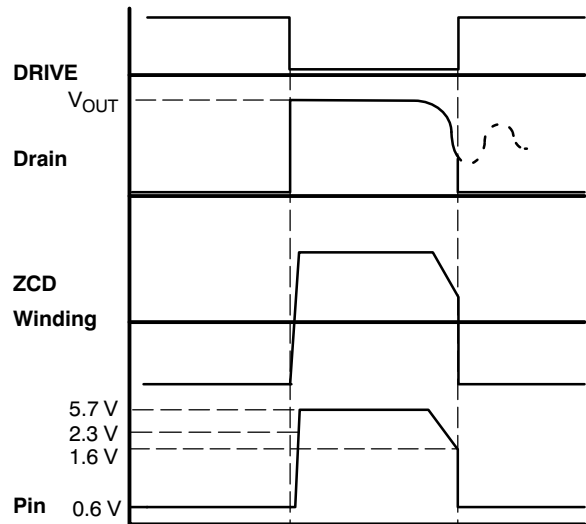 DRIVE
VOUT
Drain
ZCD
Winding
5.7 V
2.3 V
1.6 V
Pin 0.6 V